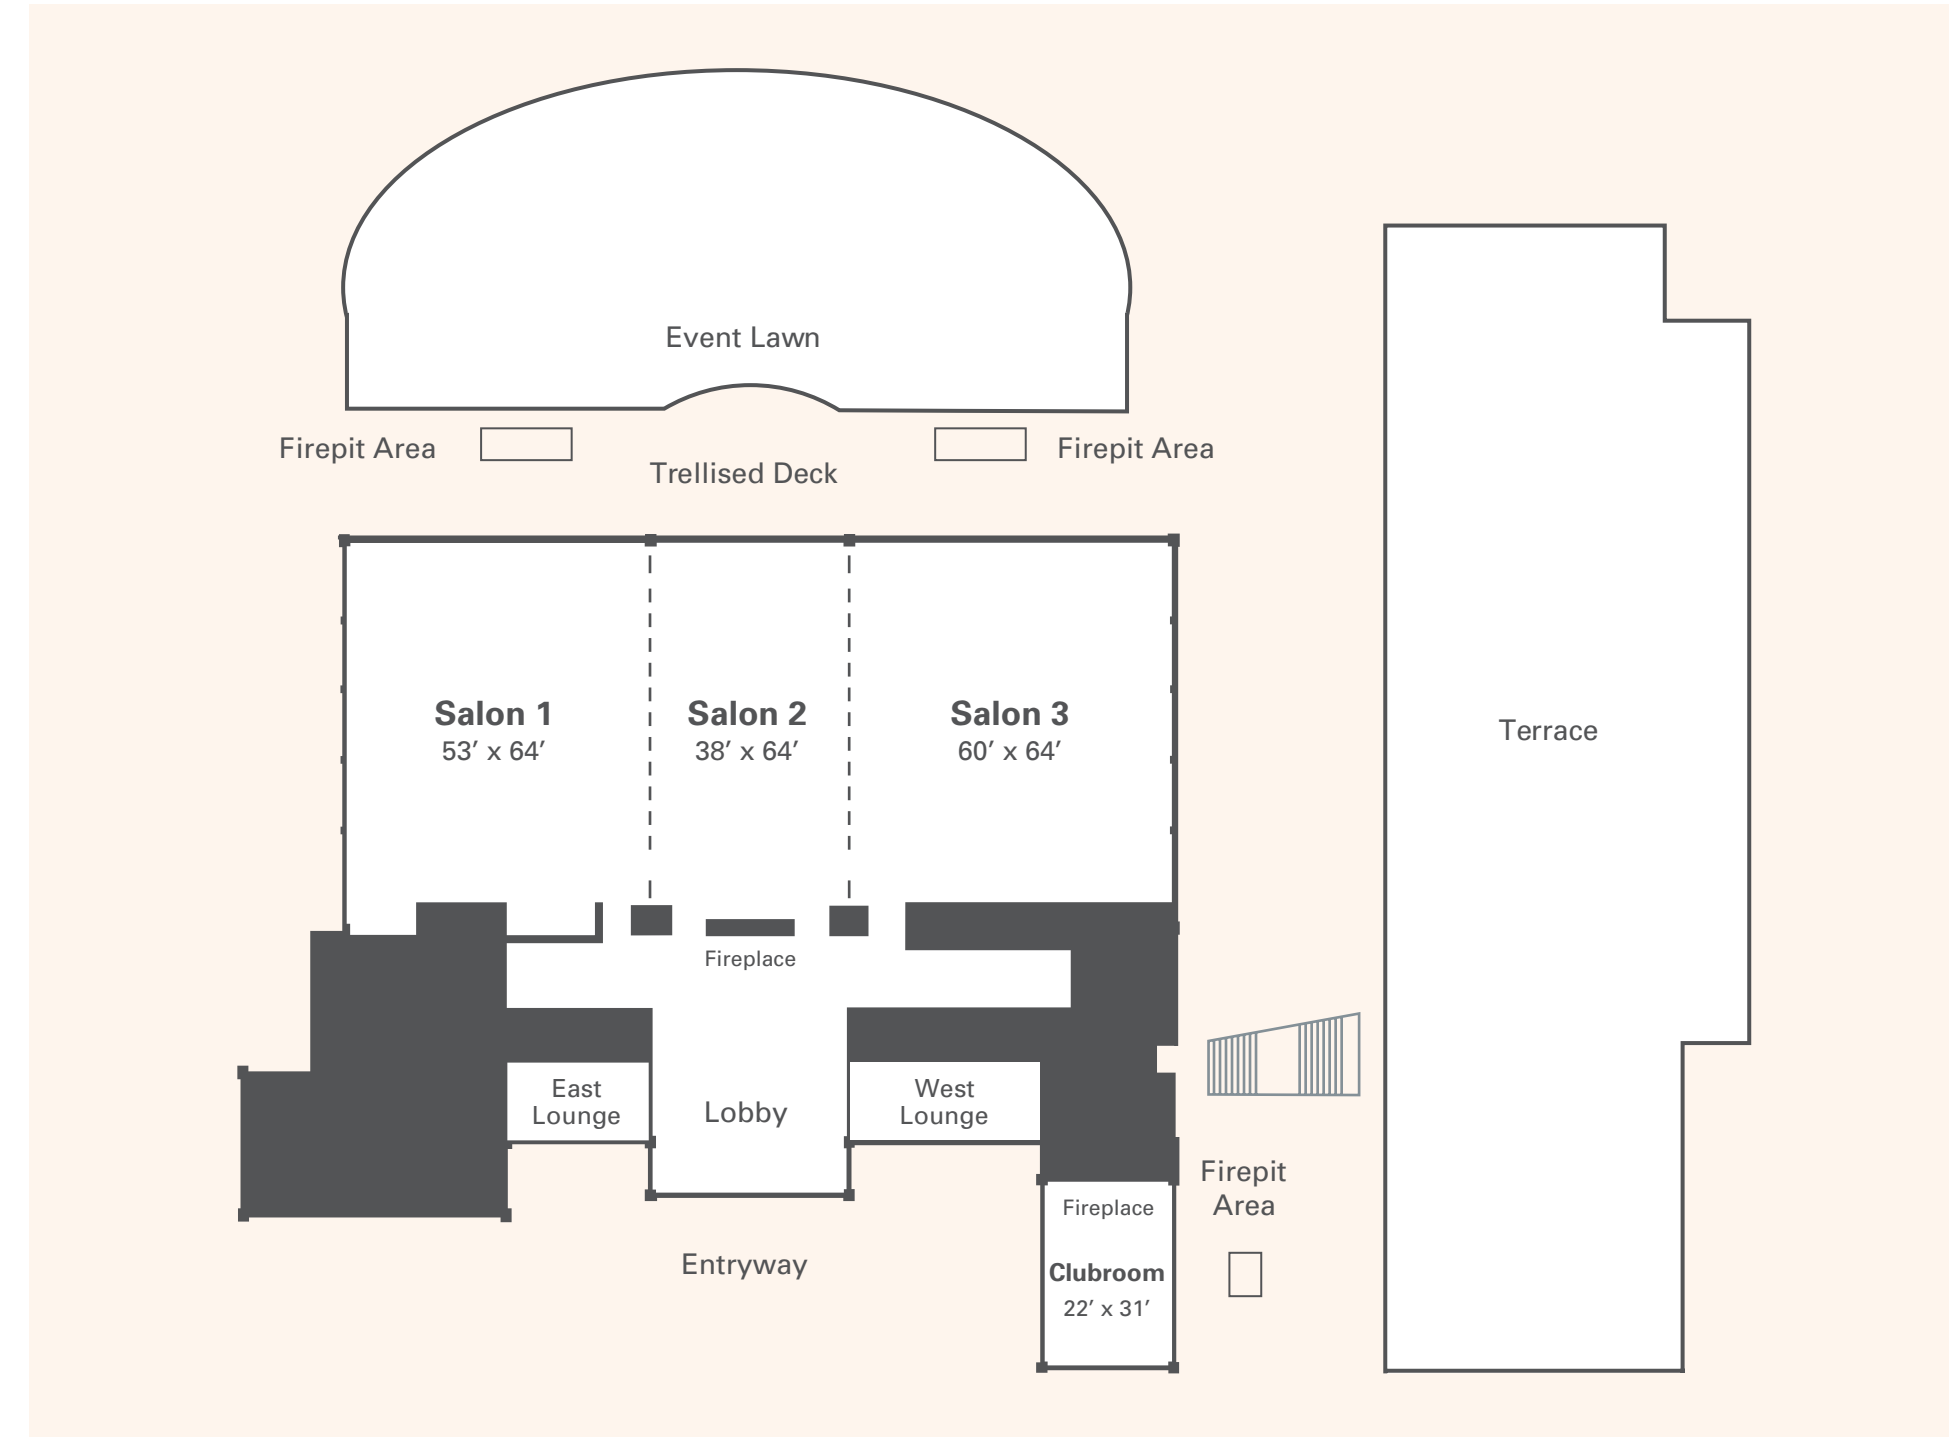 Event Lawn
Firepit Area
Firepit Area
Trellised Deck
Salon 1
53’ x 64’
Salon 2
38’ x 64’
Salon 3
60’ x 64’
Terrace
Fireplace
East
Lounge
Lobby
West
Lounge
Firepit
Area
Fireplace
Clubroom
22’ x 31’
Entryway